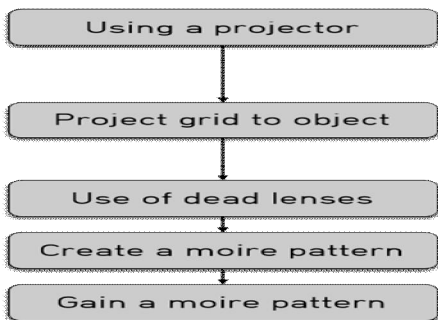 Using a projector
Project grid to object
Use of dead lenses
Create a moire pattern
Gain a moire pattern